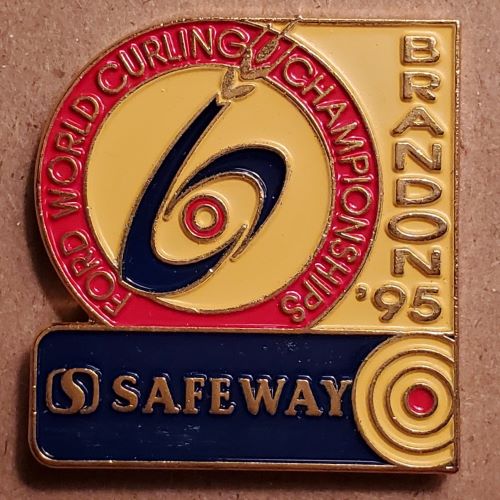 FORD WORLD CURLING CHAMPIONSHIPS
BRANDON
'95
SAFEWAY